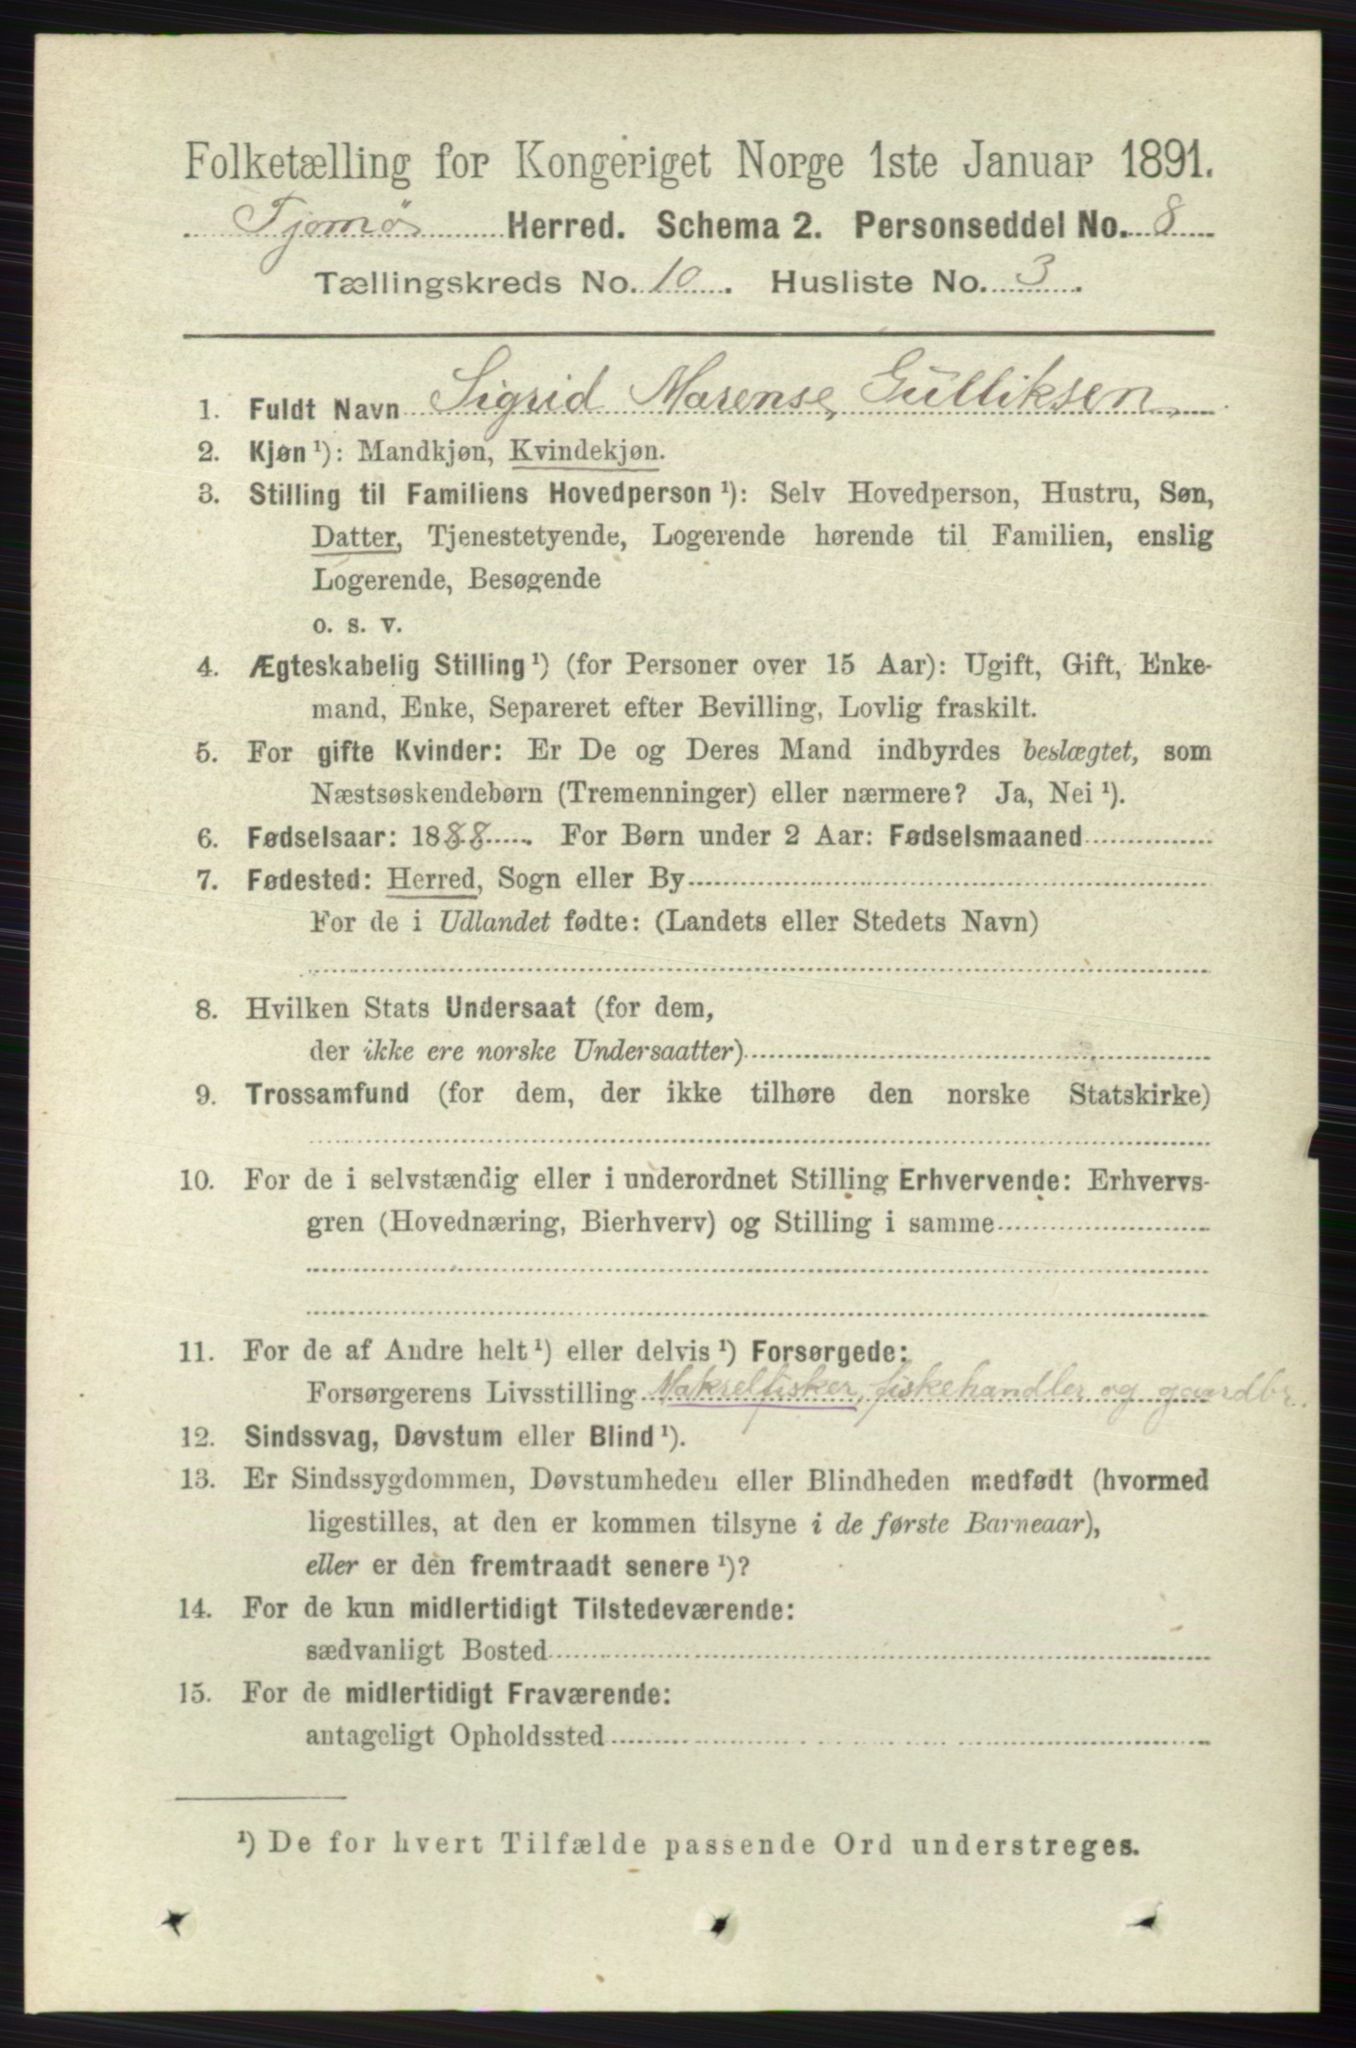 Folketælling for Kongeriget Norge 1ste Januar 1891.
Tjømø Herred. Schema 2. Personseddel No. 8
Tællingskreds No. 10. Husliste No. 3.
1. Fuldt Navn Sigrid Marense Gulliksen
2. Kjøn ¹): Mandkjøn, Kvindekjøn.
3. Stilling til Familiens Hovedperson ¹): Selv Hovedperson, Hustru, Søn,
Datter, Tjenestetyende, Logerende hørende til Familien, enslig
Logerende, Besøgende
o. s. v.
4. Ægteskabelig Stilling ¹) (for Personer over 15 Aar): Ugift, Gift, Enke-
mand, Enke, Separeret efter Bevilling, Lovlig fraskilt.
5. For gifte Kvinder: Er De og Deres Mand indbyrdes beslægtet, som
Næstsøskendebørn (Tremenninger) eller nærmere? Ja, Nei ¹).
6. Fødselsaar: 1888. For Børn under 2 Aar: Fødselsmaaned
7. Fødested: Herred, Sogn eller By
For de i Udlandet fødte: (Landets eller Stedets Navn)
8. Hvilken Stats Undersaat (for dem,
der ikke ere norske Undersaatter)
9. Trossamfund (for dem, der ikke tilhøre den norske Statskirke)
10. For de i selvstændig eller i underordnet Stilling Erhvervende: Erhvervs-
gren (Hovednæring, Bierhverv) og Stilling i samme
11. For de af Andre helt ¹) eller delvis ¹) Forsørgede:
Forsørgerens Livsstilling Makrelfisker, fiskehandler og gaardbr.
12. Sindssvag, Døvstum eller Blind ¹).
13. Er Sindssygdommen, Døvstumheden eller Blindheden medfødt (hvormed
ligestilles, at den er kommen tilsyne i de første Barneaar),
eller er den fremtraadt senere ¹)?
14. For de kun midlertidigt Tilstedeværende:
sædvanligt Bosted
15. For de midlertidigt Fraværende:
antageligt Opholdssted
¹) De for hvert Tilfælde passende Ord understreges.